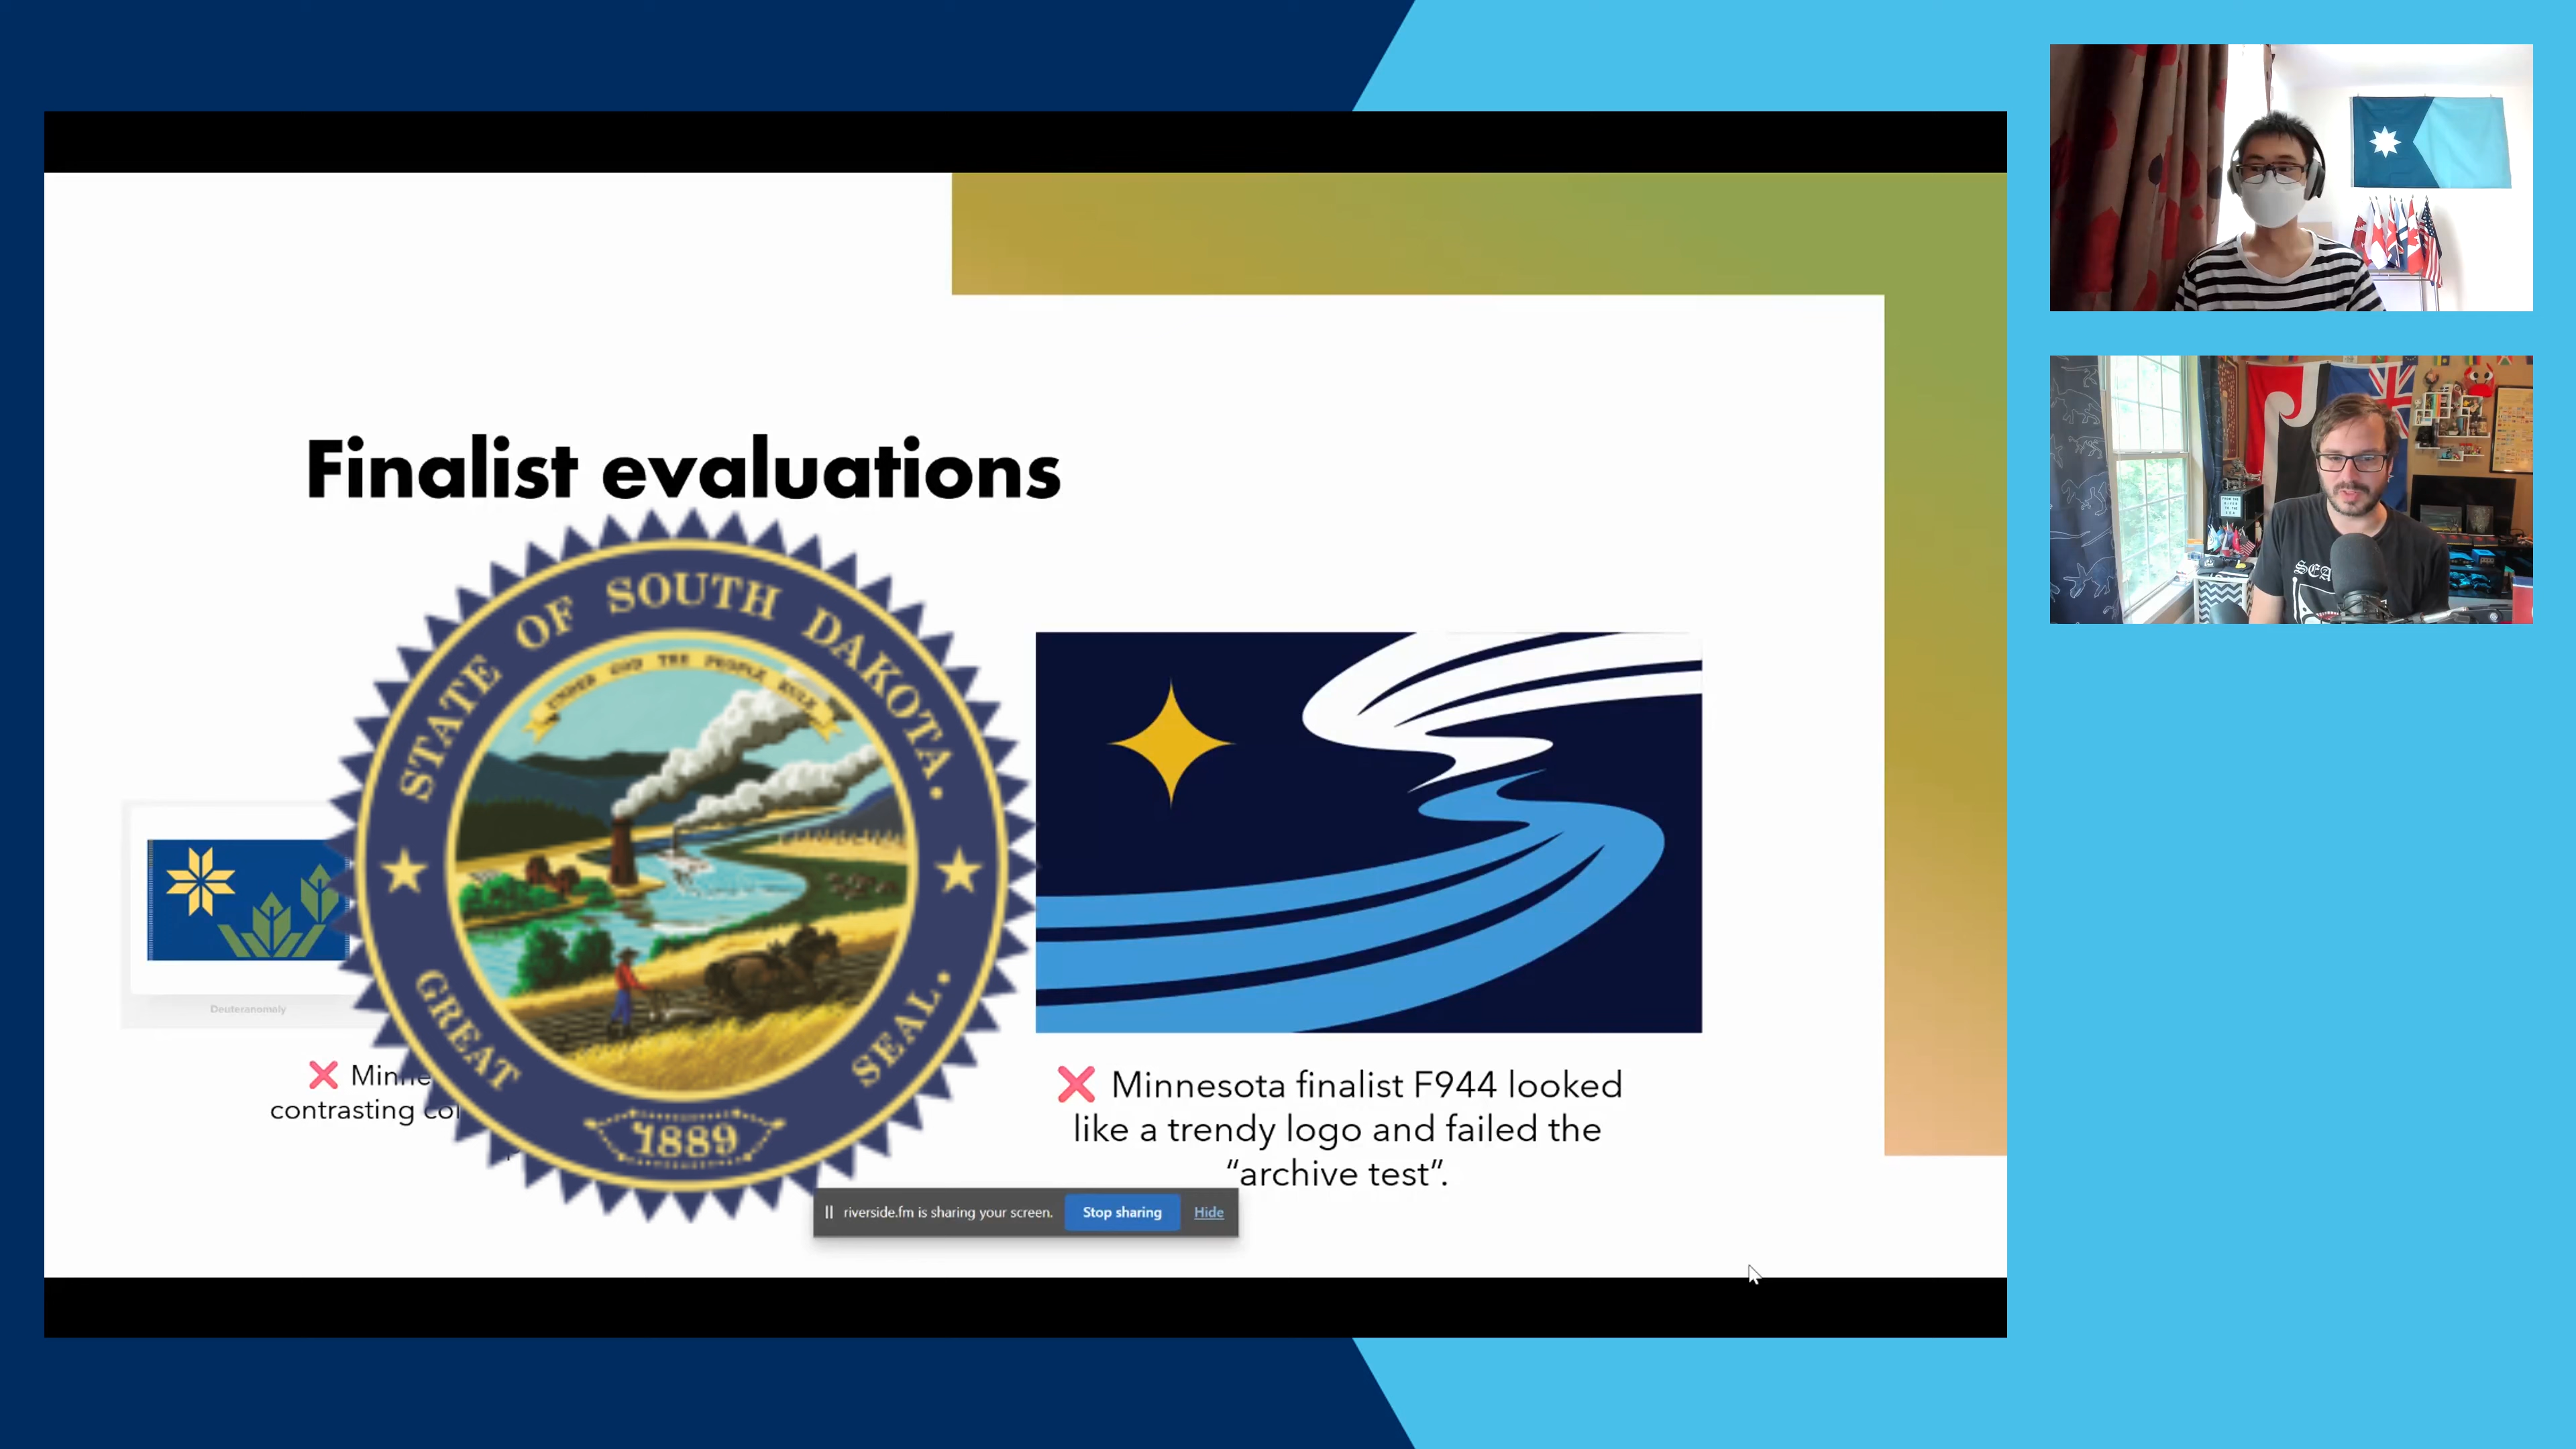 Finalist evaluations
STATE OF SOUTH DAKOTA.
UNDER GOD THE PEOPLE RULE
GREAT SEAL.
1889
Deuteranomaly
❌ Minne
contrasting co
❌ Minnesota finalist F944 looked
like a trendy logo and failed the
“archive test”.
riverside.fm is sharing your screen. Stop sharing Hide